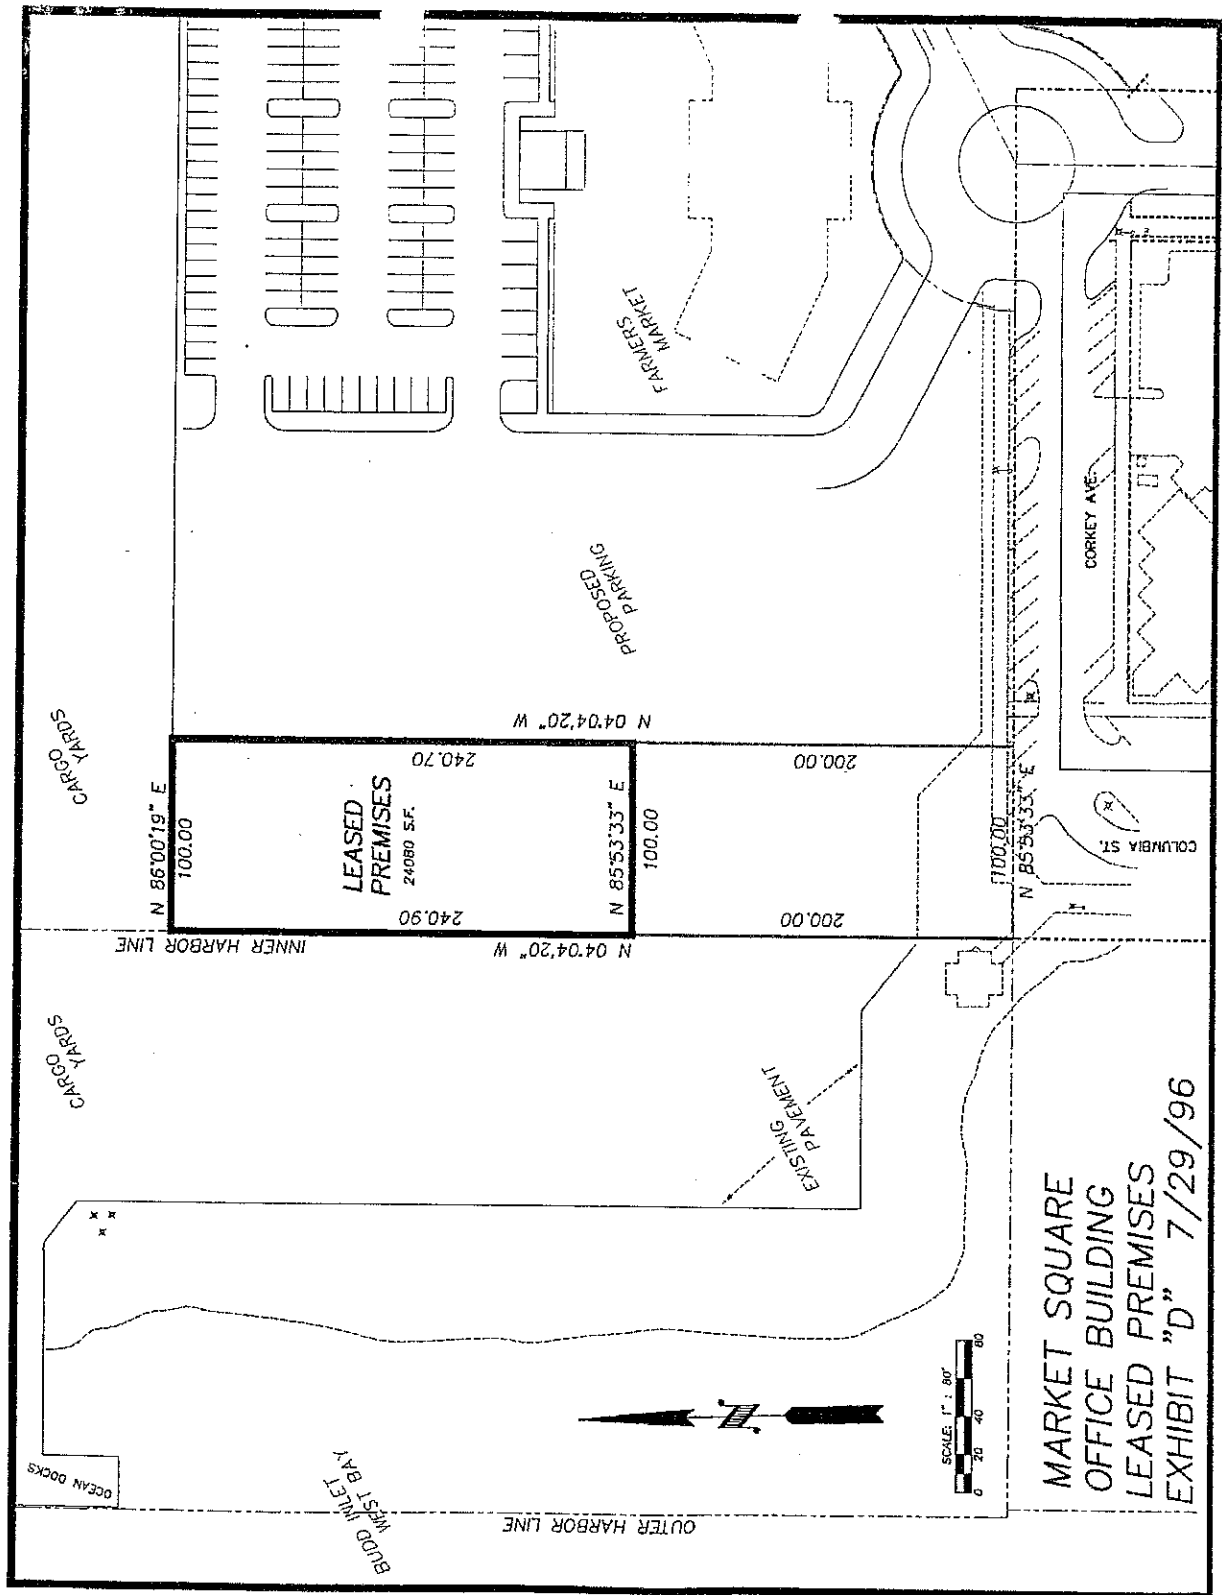 CARGO
YARDS
CARGO
YARDS
N 86°00'19" E
100.00
INNER HARBOR LINE
LEASED
PREMISES
24080 S.F.
240.90
240.70
N 04°04'20" W
N 04°04'20" W
N 85°53'33" E
100.00
200.00
200.00
100.00
N 85°53'33" E
PROPOSED
PARKING
FARMERS
MARKET
CORKEY AVE.
COLUMBIA ST.
EXISTING
PAVEMENT
OCEAN DOCKS
BUDD INLET
WEST BAY
OUTER HARBOR LINE
N
SCALE: 1" : 80'
0 20 40 80
MARKET SQUARE
OFFICE BUILDING
LEASED PREMISES
EXHIBIT "D" 7/29/96